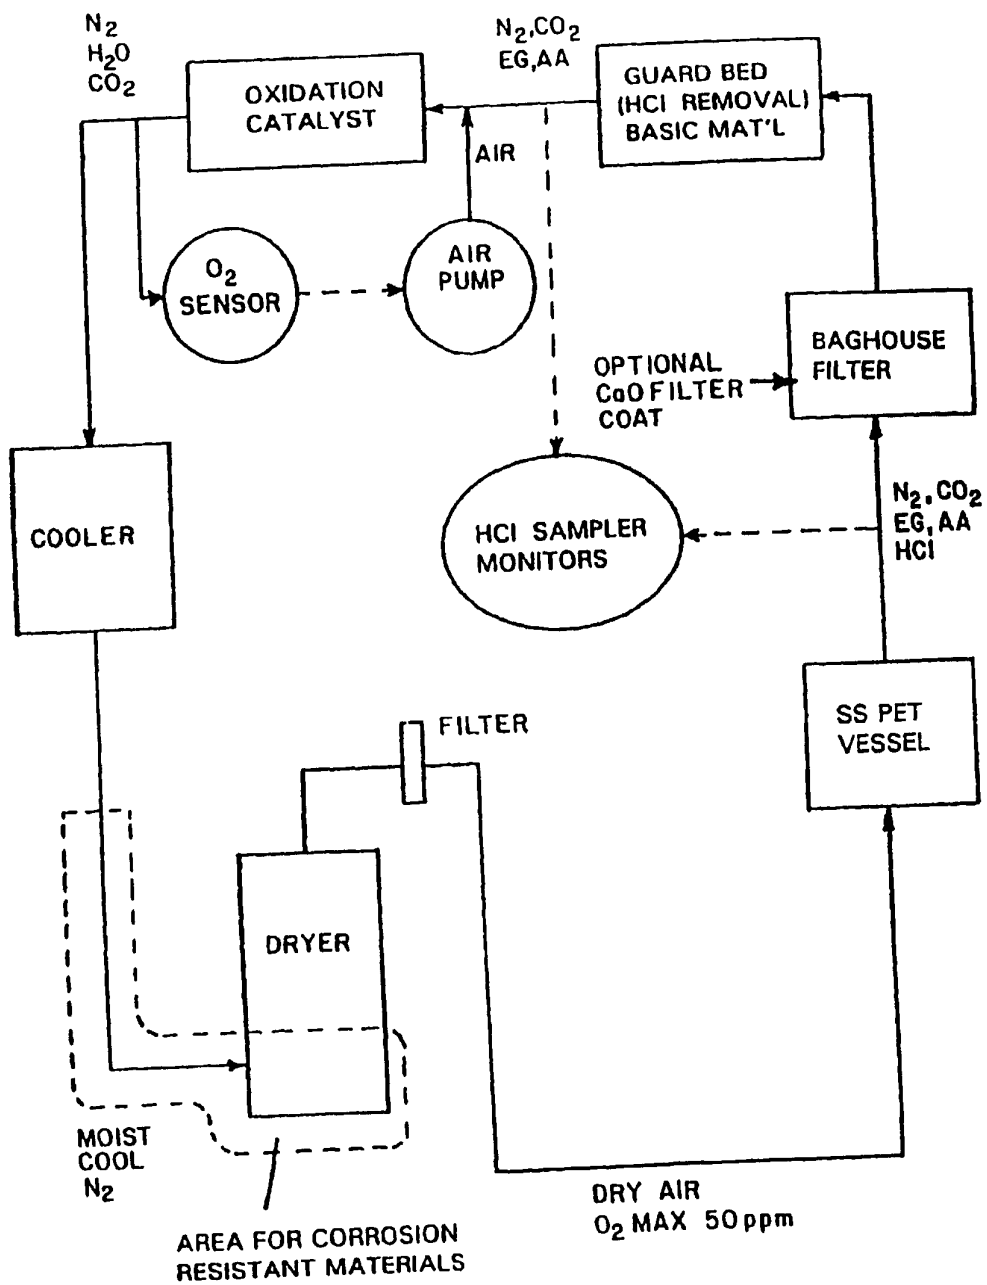 N2
H2O
CO2
N2,CO2
EG,AA
OXIDATION
CATALYST
GUARD BED
(HCl REMOVAL)
BASIC MAT'L
AIR
O2
SENSOR
AIR
PUMP
BAGHOUSE
FILTER
OPTIONAL
CaO FILTER
COAT
COOLER
HCl SAMPLER
MONITORS
N2,CO2
EG,AA
HCl
SS PET
VESSEL
FILTER
DRYER
MOIST
COOL
N2
DRY AIR
O2 MAX 50ppm
AREA FOR CORROSION
RESISTANT MATERIALS